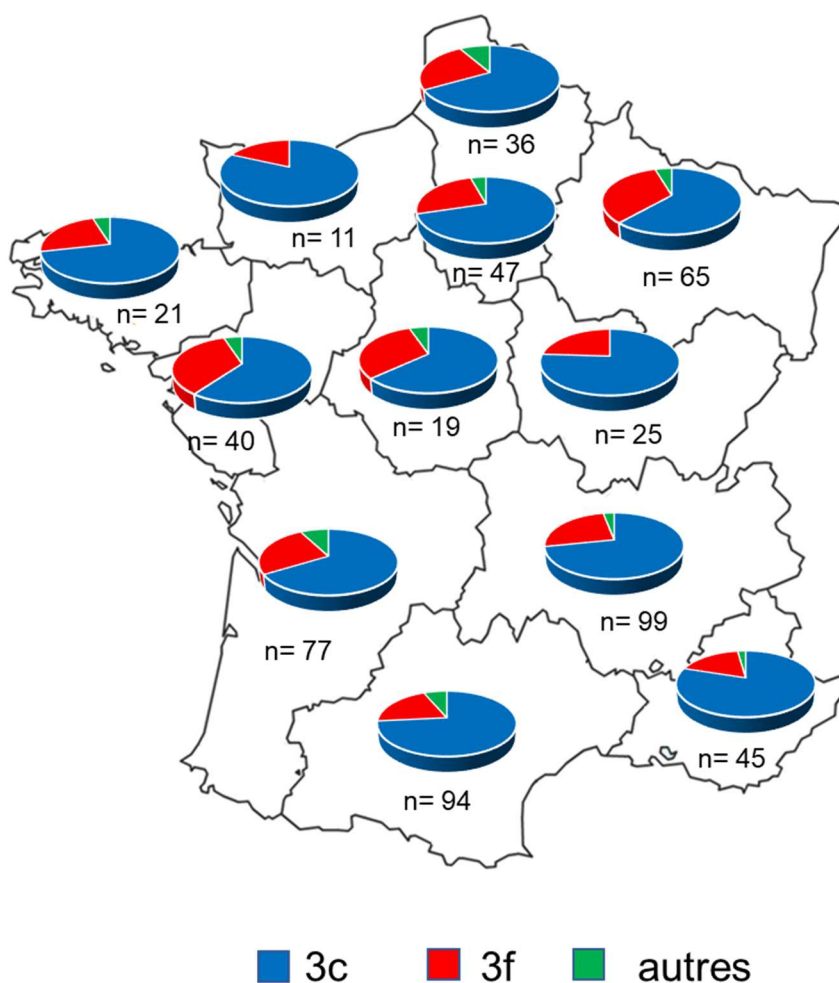 n= 36
n= 11
n= 47
n= 65
n= 21
n= 40
n= 19
n= 25
n= 77
n= 99
n= 45
n= 94
3c 3f autres